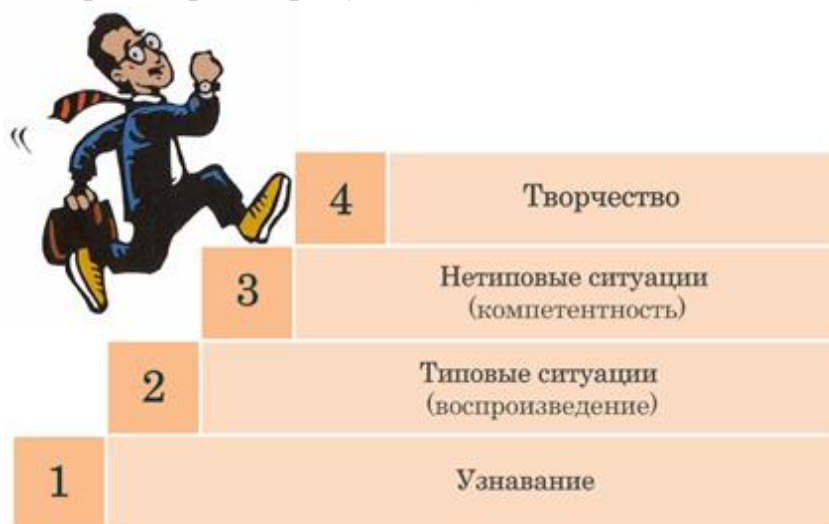 4 Творчество
3 Нетиповые ситуации
(компетентность)
2 Типовые ситуации
(воспроизведение)
1 Узнавание